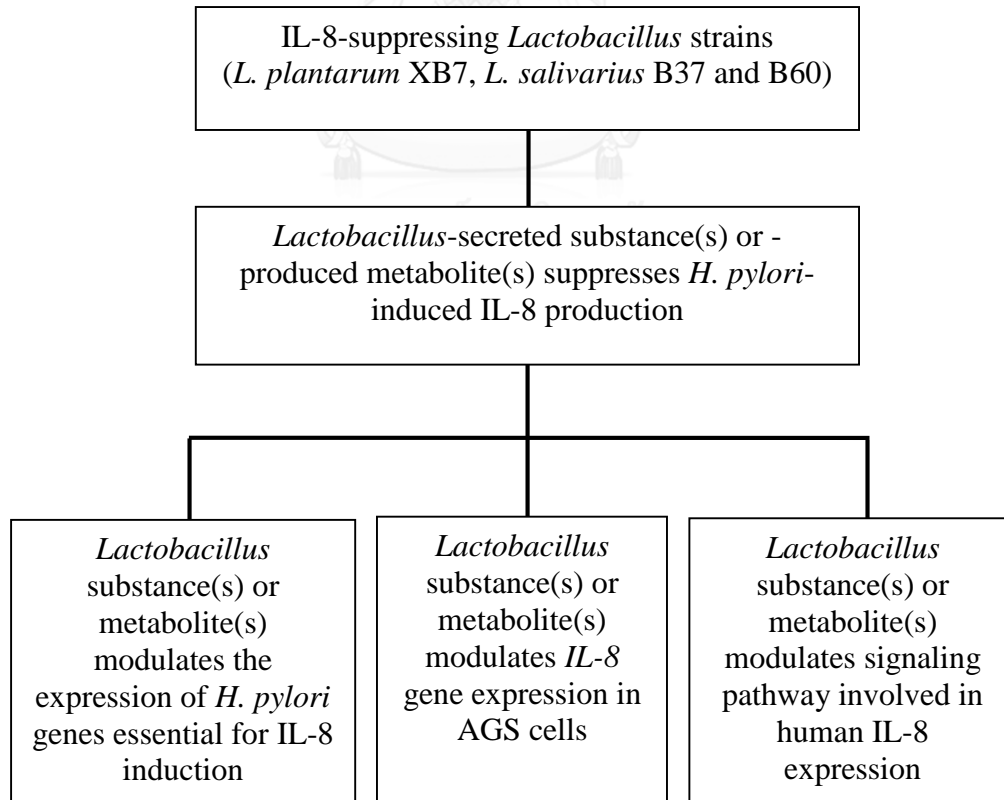 IL-8-suppressing Lactobacillus strains
(L. plantarum XB7, L. salivarius B37 and B60)
Lactobacillus-secreted substance(s) or -
produced metabolite(s) suppresses H. pylori-
induced IL-8 production
Lactobacillus
substance(s) or
metabolite(s)
modulates the
expression of H. pylori
genes essential for IL-8
induction
Lactobacillus
substance(s) or
metabolite(s)
modulates IL-8
gene expression in
AGS cells
Lactobacillus
substance(s) or
metabolite(s)
modulates signaling
pathway involved in
human IL-8
expression